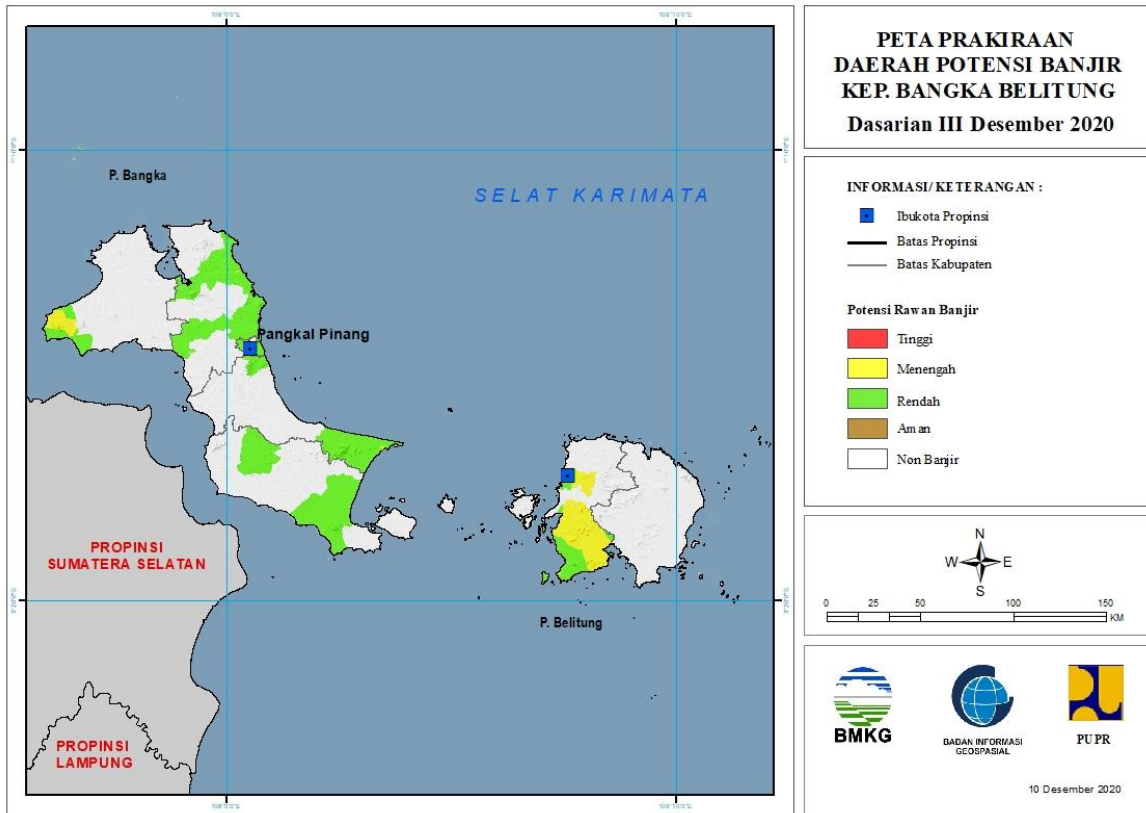 PETA PRAKIRAAN
DAERAH POTENSI BANJIR
KEP. BANGKA BELITUNG
Dasarian III Desember 2020
P. Bangka
SELAT KARIMATA
Pangkal Pinang
PROPINSI
SUMATERA SELATAN
P. Belitung
PROPINSI
LAMPUNG
INFORMASI/ KETERANGAN :
Ibukota Propinsi
Batas Propinsi
Batas Kabupaten
Potensi Rawan Banjir
Tinggi
Menengah
Rendah
Aman
Non Banjir
N
W E
S
0 25 50 100 150
KM
BMKG
BADAN INFORMASI
GEOSPASIAL
PUPR
10 Desember 2020